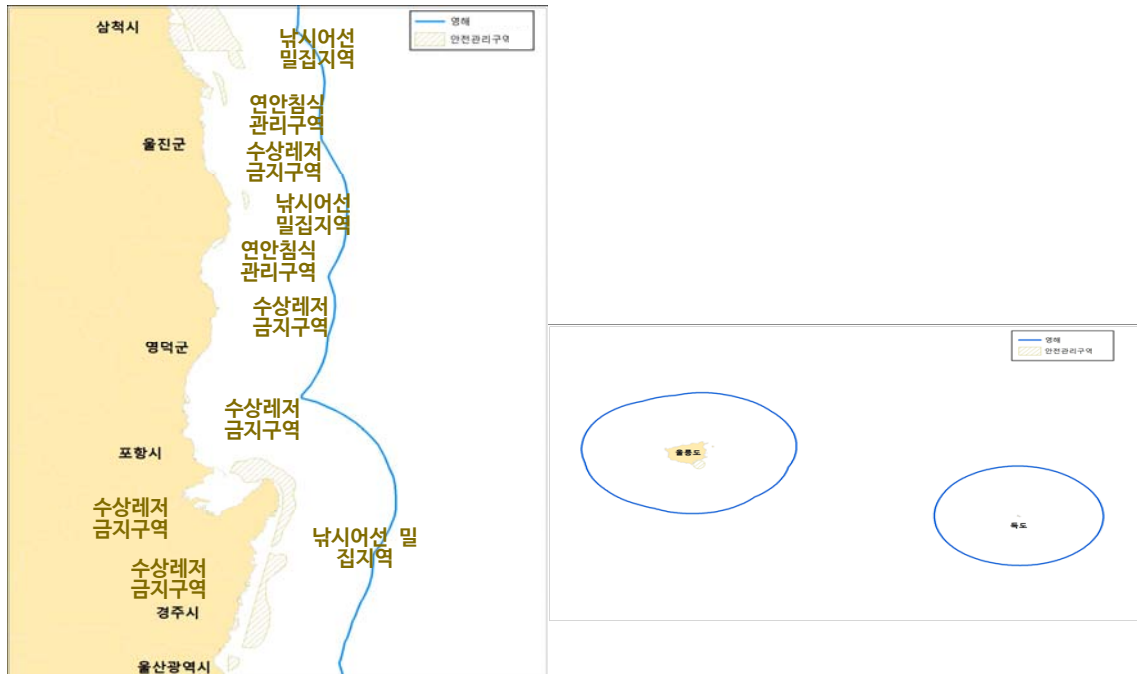 삼척시
영해
안전관리구역
낚시어선
밀집지역
연안침식
관리구역
울진군
수상레저
금지구역
낚시어선
밀집지역
연안침식
관리구역
수상레저
금지구역
영덕군
수상레저
금지구역
포항시
수상레저
금지구역
낚시어선 밀
집지역
수상레저
금지구역
경주시
울산광역시
영해
안전관리구역
울릉도
독도